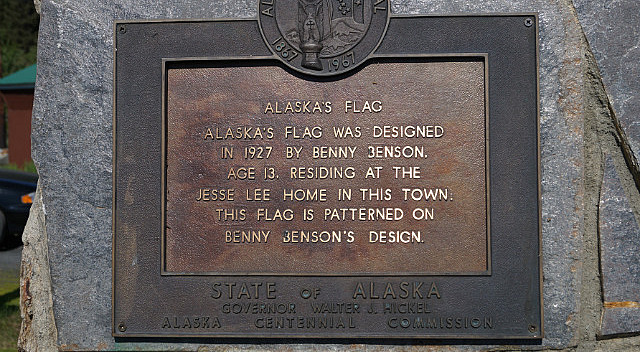 1867 1967
ALASKA'S FLAG
ALASKA'S FLAG WAS DESIGNED
IN 1927 BY BENNY BENSON.
AGE 13. RESIDING AT THE
JESSE LEE HOME IN THIS TOWN.
THIS FLAG IS PATTERNED ON
BENNY BENSON'S DESIGN.
STATE OF ALASKA
GOVERNOR WALTER J. HICKEL
ALASKA CENTENNIAL COMMISSION